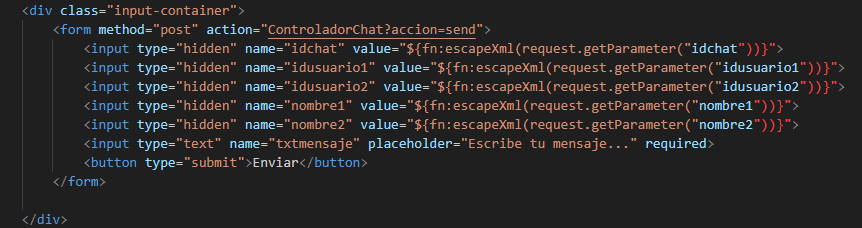 <div class="input-container">
<form method="post" action="ControladorChat?accion=send">
<input type="hidden" name="idchat" value="${fn:escapeXml(request.getParameter("idchat"))}">
<input type="hidden" name="idusuario1" value="${fn:escapeXml(request.getParameter("idusuario1"))}">
<input type="hidden" name="idusuario2" value="${fn:escapeXml(request.getParameter("idusuario2"))}">
<input type="hidden" name="nombre1" value="${fn:escapeXml(request.getParameter("nombre1"))}">
<input type="hidden" name="nombre2" value="${fn:escapeXml(request.getParameter("nombre2"))}">
<input type="text" name="txtmensaje" placeholder="Escribe tu mensaje..." required>
<button type="submit">Enviar</button>
</form>
</div>